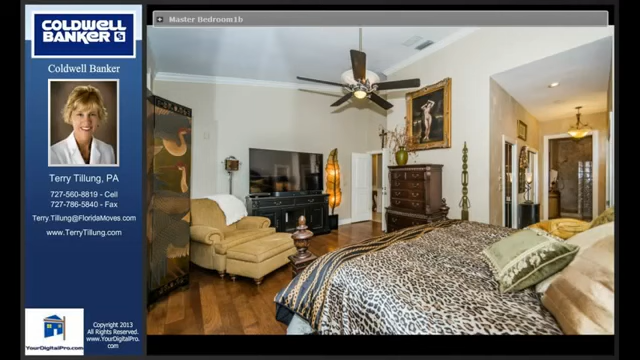 COLDWELL
BANKER
Coldwell Banker
Terry Tillung, PA
727-560-8819 - Cell
727-786-5840 - Fax
Terry.Tillung@FloridaMoves.com
www.TerryTillung.com
YourDigitalPro.com
Copyright 2013
All Rights Reserved.
www.YourDigitalPro.
com
Master Bedroom1b